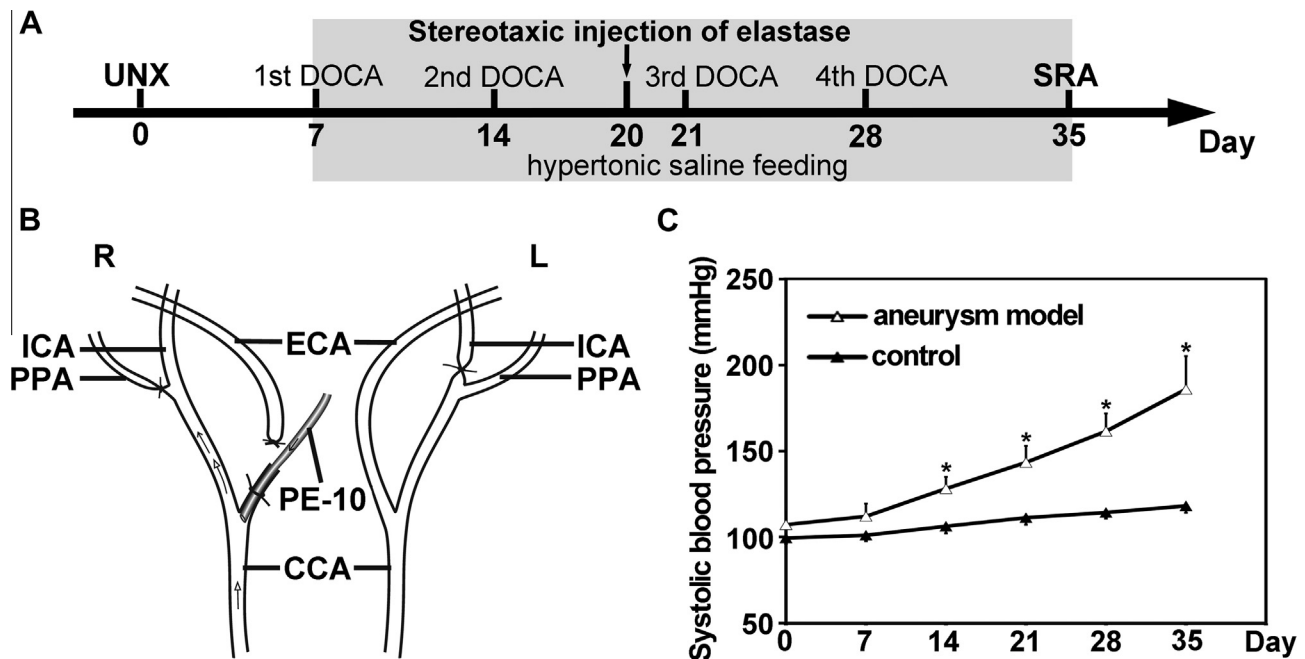 A
Stereotaxic injection of elastase
UNX 1st DOCA 2nd DOCA 3rd DOCA 4th DOCA SRA
0 7 14 20 21 28 35 Day
hypertonic saline feeding
B
R L
ICA ECA ICA
PPA PPA
PE-10
CCA
C
Systolic blood pressure (mmHg)
250
200
150
100
50
aneurysm model
control
* * * *
0 7 14 21 28 35 Day